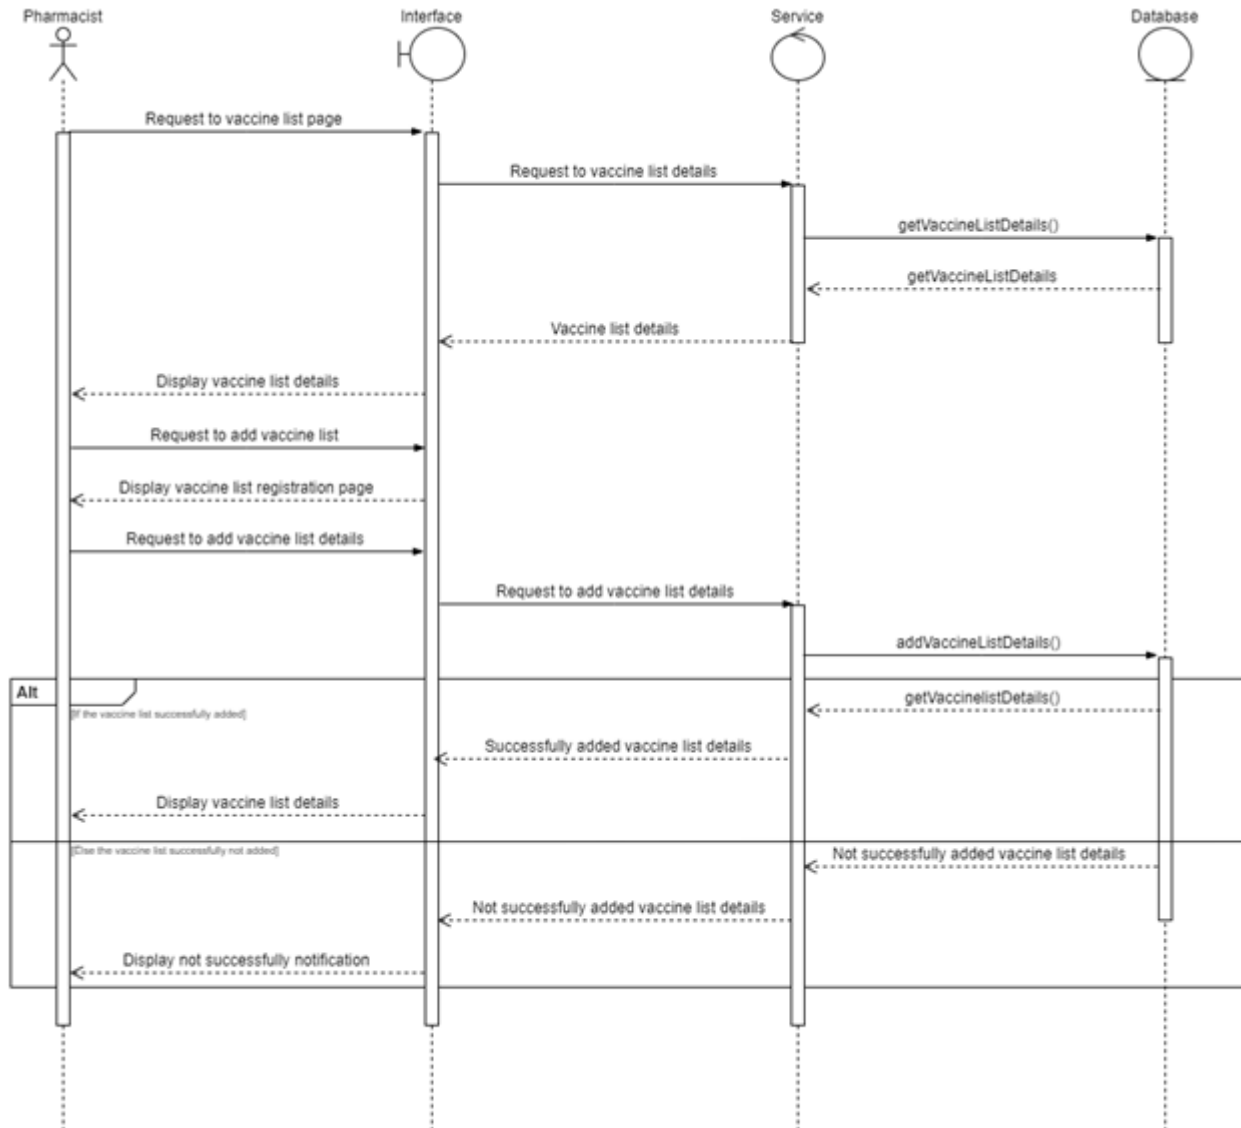 Pharmacist
Interface
Service
Database
Request to vaccine list page
Request to vaccine list details
getVaccineListDetails()
getVaccineListDetails
Vaccine list details
Display vaccine list details
Request to add vaccine list
Display vaccine list registration page
Request to add vaccine list details
Request to add vaccine list details
addVaccineListDetails()
Alt
getVaccinelistDetails()
[If the vaccine list successfully added]
Successfully added vaccine list details
Display vaccine list details
[Else the vaccine list successfully not added]
Not successfully added vaccine list details
Not successfully added vaccine list details
Display not successfully notification